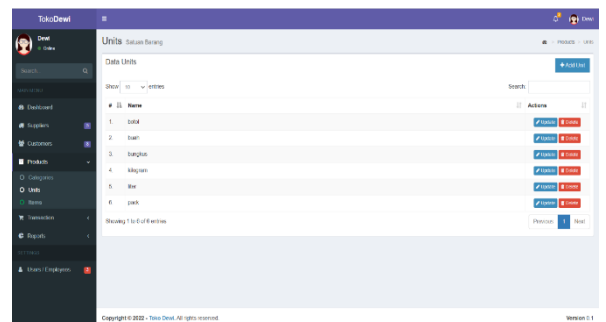 TokoDewi
Dewi
Dewi
Online
Units Satuan Barang
Products
Units
Data Units
Add Unit
Search...
Show 10 entries
Search:
# Name Actions
Dashboard
Suppliers
Customers
Products
Categories
Units
Items
Transaction
Reports
SETTINGS
Users / Employees
1. botol Update Delete
2. buah Update Delete
3. bungkus Update Delete
4. kilogram Update Delete
5. liter Update Delete
6. pack Update Delete
Showing 1 to 6 of 6 entries
Previous 1 Next
Copyright © 2022 - Toko Dewi. All rights reserved.